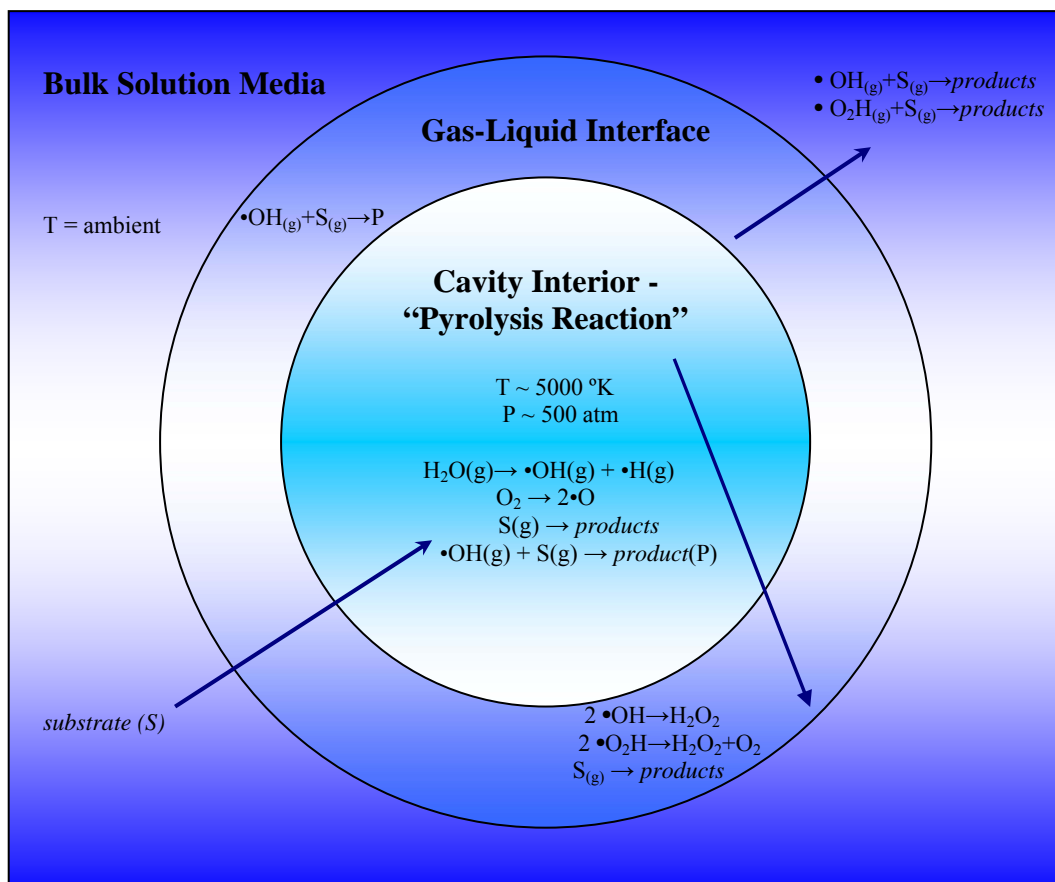 Bulk Solution Media
• OH(g)+S(g)→products
• O₂H(g)+S(g)→products
Gas-Liquid Interface
T = ambient
•OH(g)+S(g)→P
Cavity Interior -
“Pyrolysis Reaction”
T ~ 5000 ºK
P ~ 500 atm
H₂O(g)→ •OH(g) + •H(g)
O₂ → 2•O
S(g) → products
•OH(g) + S(g) → product(P)
substrate (S)
2 •OH→H₂O₂
2 •O₂H→H₂O₂+O₂
S(g) → products